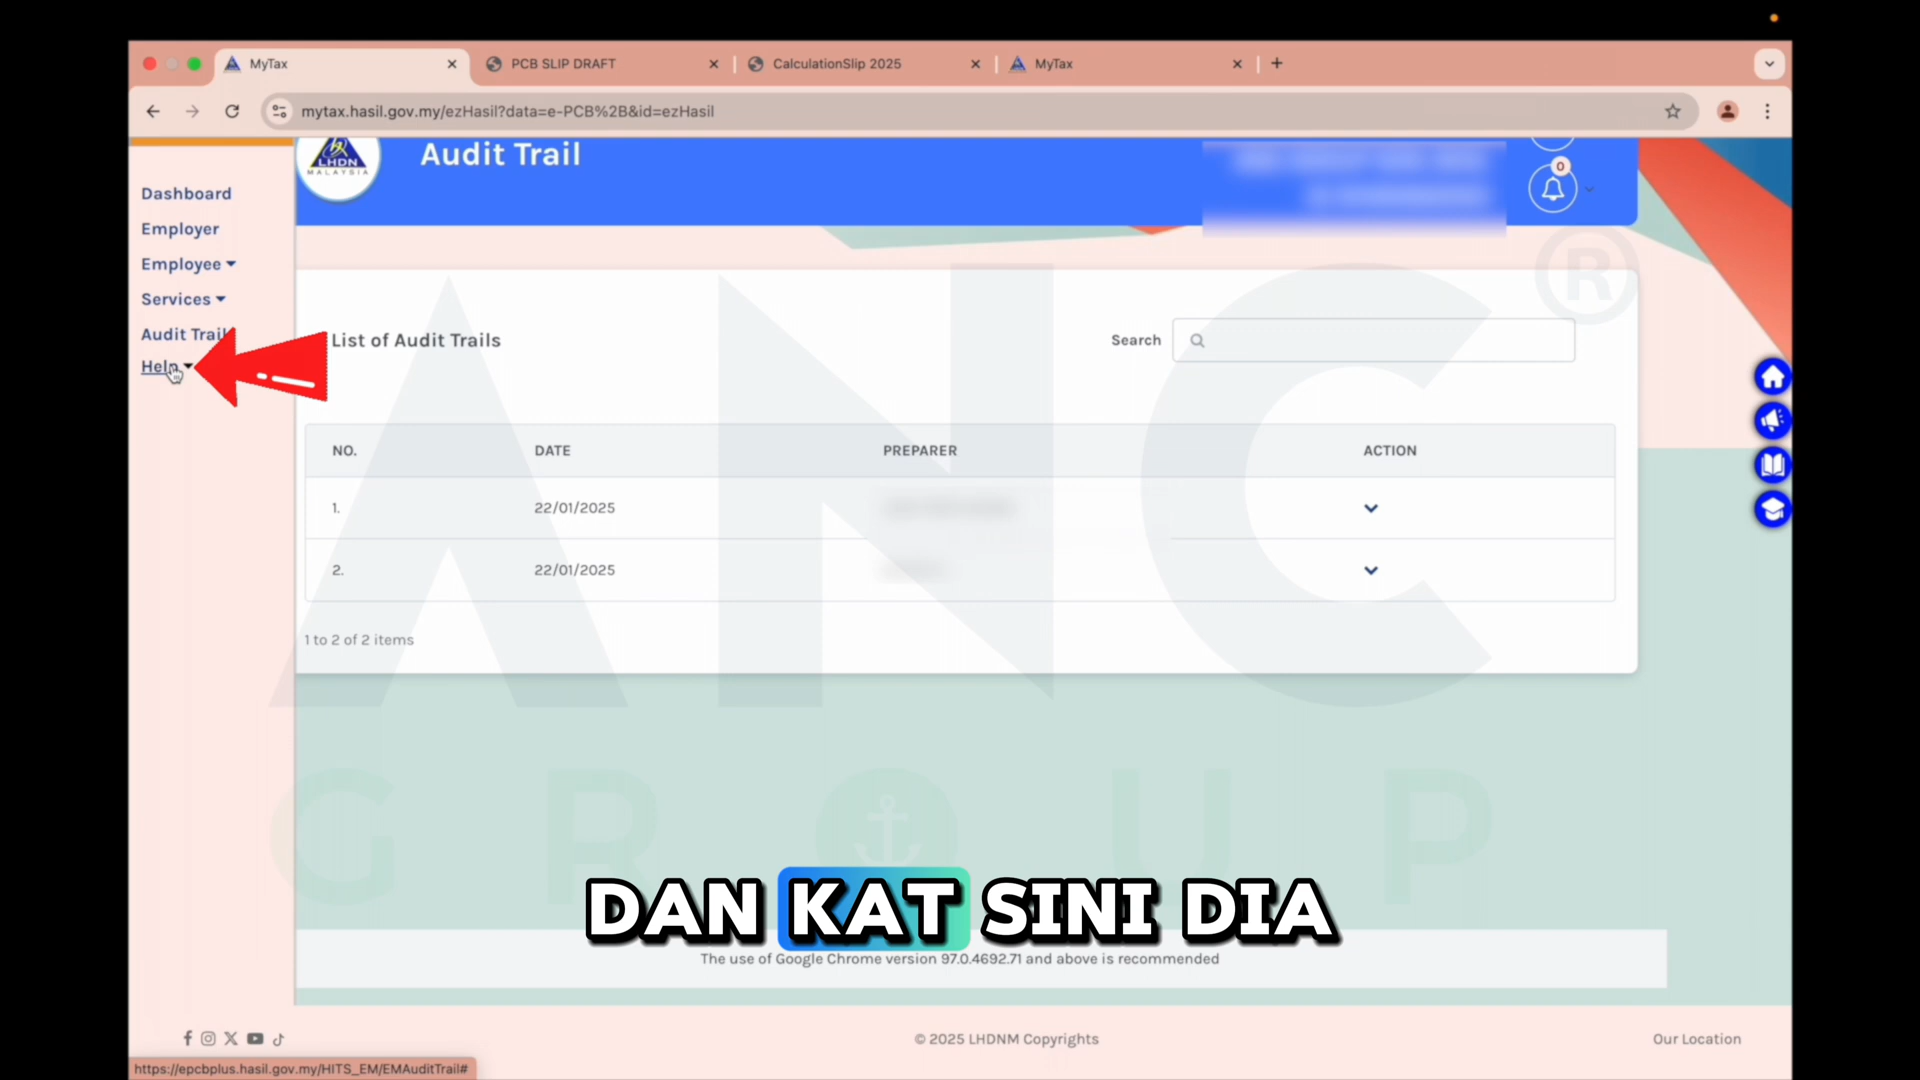 MyTax
PCB SLIP DRAFT
CalculationSlip 2025
MyTax
mytax.hasil.gov.my/ezHasil?data=e-PCB%2B&id=ezHasil
LHDN
MALAYSIA
Audit Trail
0
Dashboard
Employer
Employee
Services
Audit Trail
Help
List of Audit Trails
Search
NO. DATE PREPARER ACTION
1. 22/01/2025
2. 22/01/2025
1 to 2 of 2 items
ANC ®
GROUP
DAN KAT SINI DIA
The use of Google Chrome version 97.0.4692.71 and above is recommended
© 2025 LHDNM Copyrights
Our Location
https://epcbplus.hasil.gov.my/HITS_EM/EMAuditTrail#